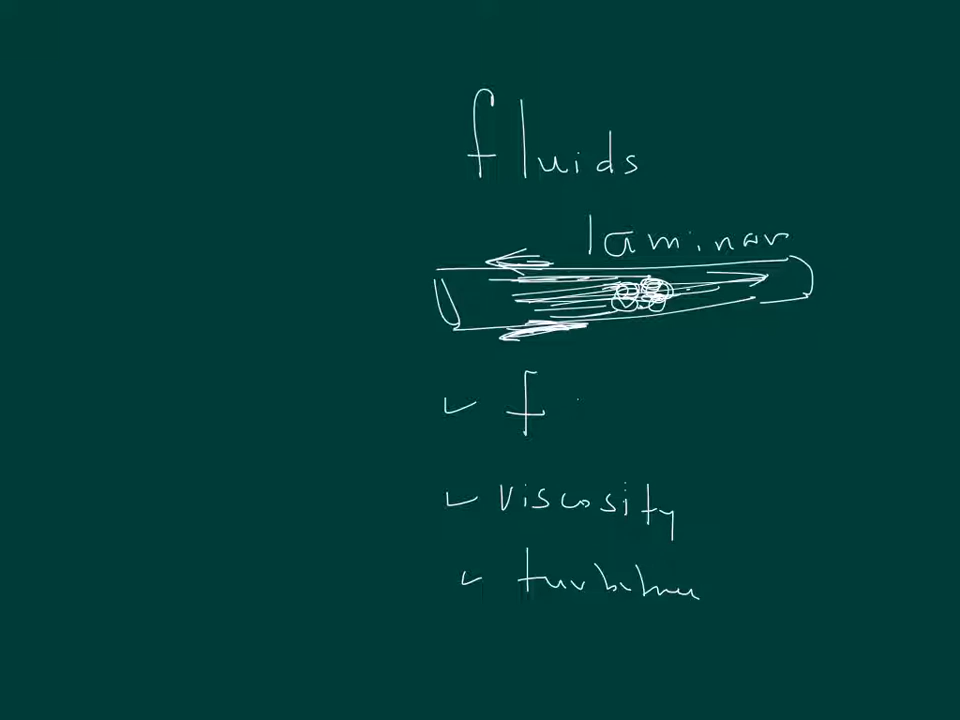 fluids
laminar
✓ f
✓ viscosity